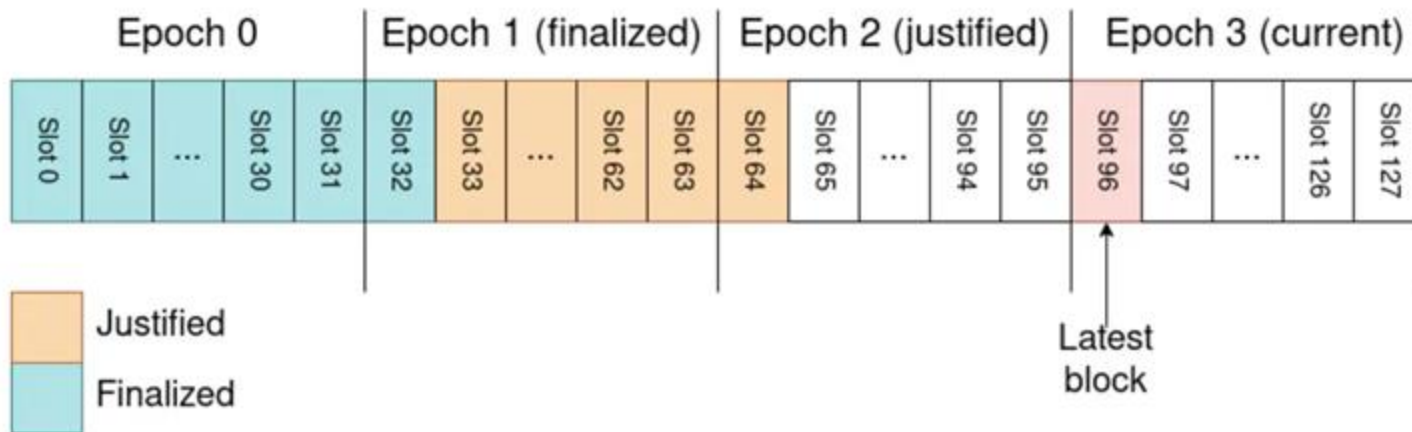 Epoch 0
Epoch 1 (finalized)
Epoch 2 (justified)
Epoch 3 (current)
Slot 0
Slot 1
...
Slot 30
Slot 31
Slot 32
Slot 33
...
Slot 62
Slot 63
Slot 64
Slot 65
...
Slot 94
Slot 95
Slot 96
Slot 97
...
Slot 126
Slot 127
Latest
block
Justified
Finalized